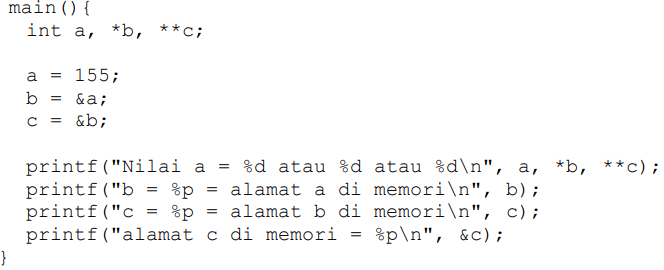 main(){
int a, *b, **c;
a = 155;
b = &a;
c = &b;
printf("Nilai a = %d atau %d atau %d\n", a, *b, **c);
printf("b = %p = alamat a di memori\n", b);
printf("c = %p = alamat b di memori\n", c);
printf("alamat c di memori = %p\n", &c);
}